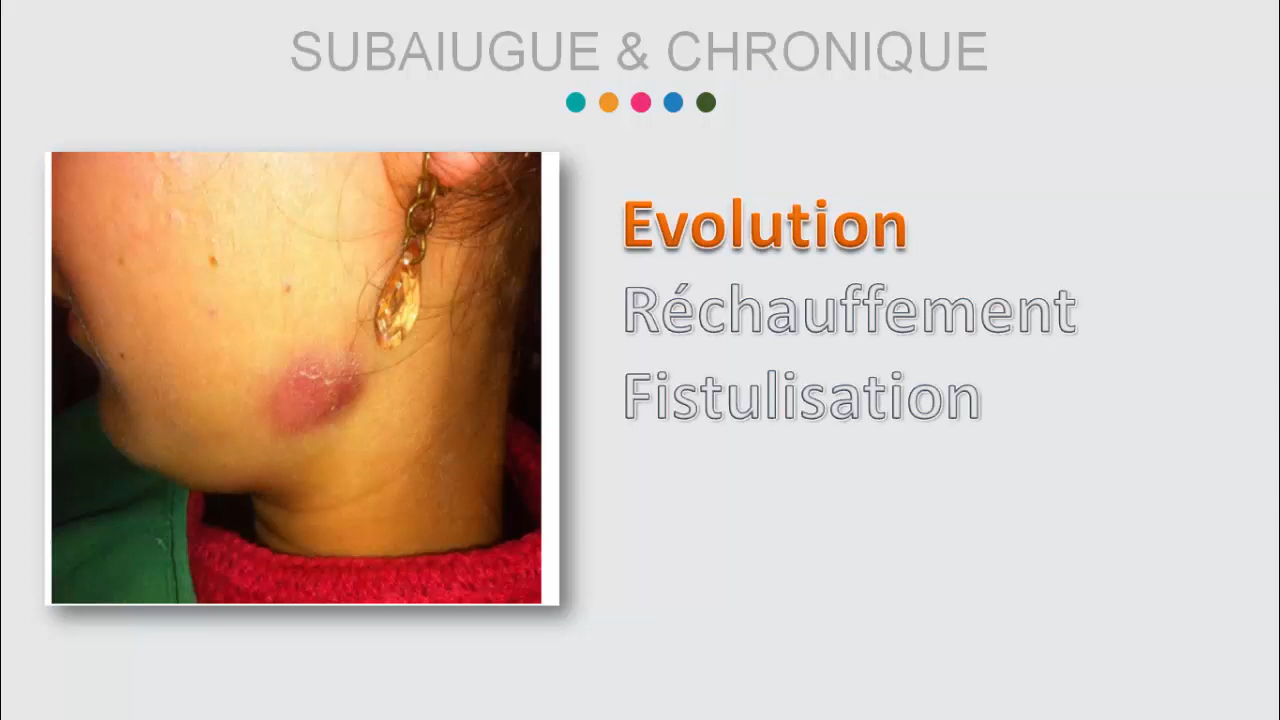 SUBAIUGUE & CHRONIQUE
Evolution
Réchauffement
Fistulisation